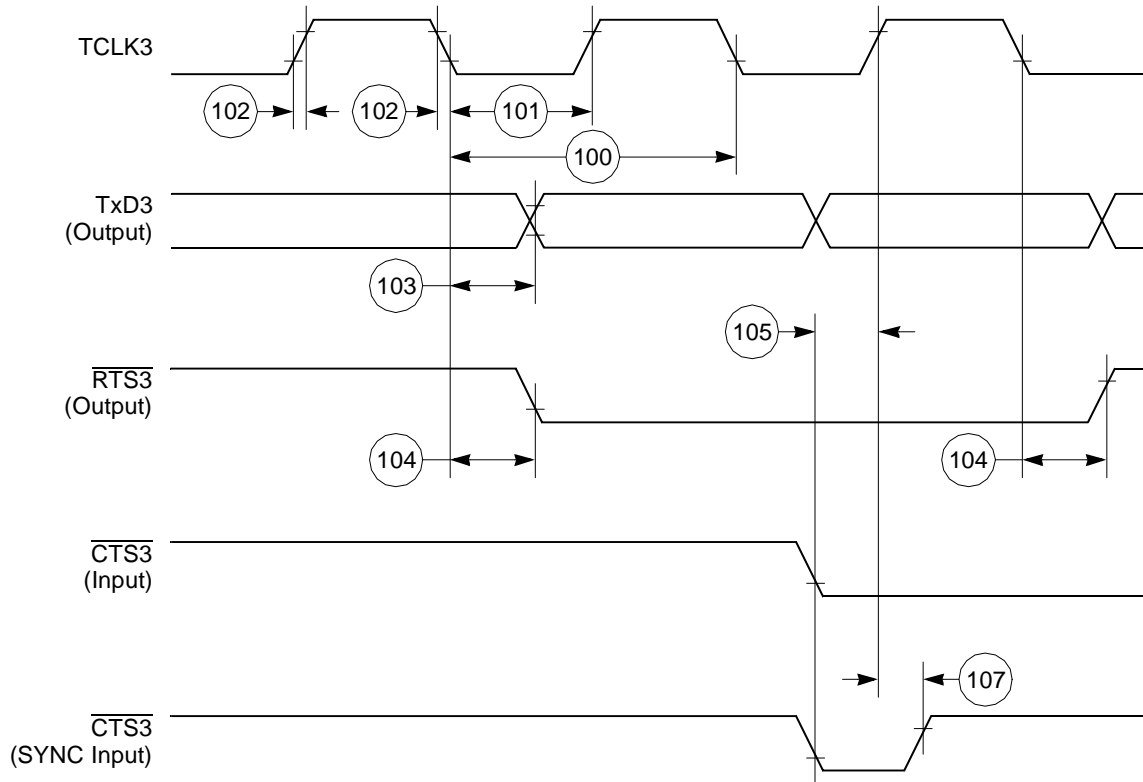 TCLK3
102
102
101
100
TxD3
(Output)
103
105
RTS3
(Output)
104
104
CTS3
(Input)
107
CTS3
(SYNC Input)